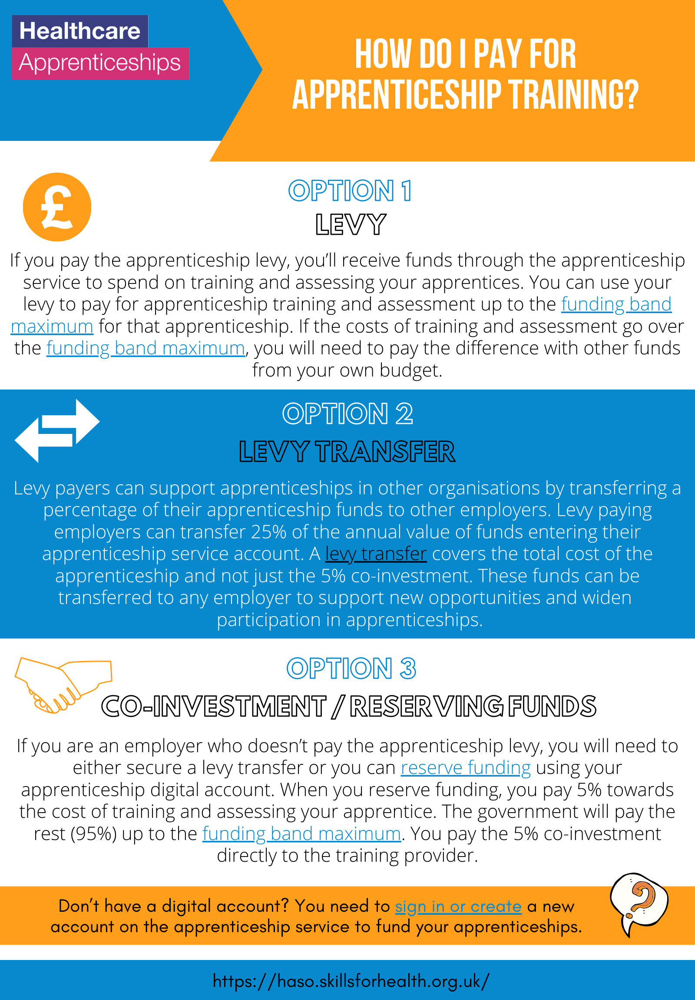 Healthcare
Apprenticeships
HOW DO I PAY FOR
APPRENTICESHIP TRAINING?
£
OPTION 1
LEVY
If you pay the apprenticeship levy, you’ll receive funds through the apprenticeship
service to spend on training and assessing your apprentices. You can use your
levy to pay for apprenticeship training and assessment up to the funding band
maximum for that apprenticeship. If the costs of training and assessment go over
the funding band maximum, you will need to pay the difference with other funds
from your own budget.
OPTION 2
LEVY TRANSFER
Levy payers can support apprenticeships in other organisations by transferring a
percentage of their apprenticeship funds to other employers. Levy paying
employers can transfer 25% of the annual value of funds entering their
apprenticeship service account. A levy transfer covers the total cost of the
apprenticeship and not just the 5% co-investment. These funds can be
transferred to any employer to support new opportunities and widen
participation in apprenticeships.
OPTION 3
CO-INVESTMENT / RESERVING FUNDS
If you are an employer who doesn’t pay the apprenticeship levy, you will need to
either secure a levy transfer or you can reserve funding using your
apprenticeship digital account. When you reserve funding, you pay 5% towards
the cost of training and assessing your apprentice. The government will pay the
rest (95%) up to the funding band maximum. You pay the 5% co-investment
directly to the training provider.
Don’t have a digital account? You need to sign in or create a new
account on the apprenticeship service to fund your apprenticeships.
?
https://haso.skillsforhealth.org.uk/